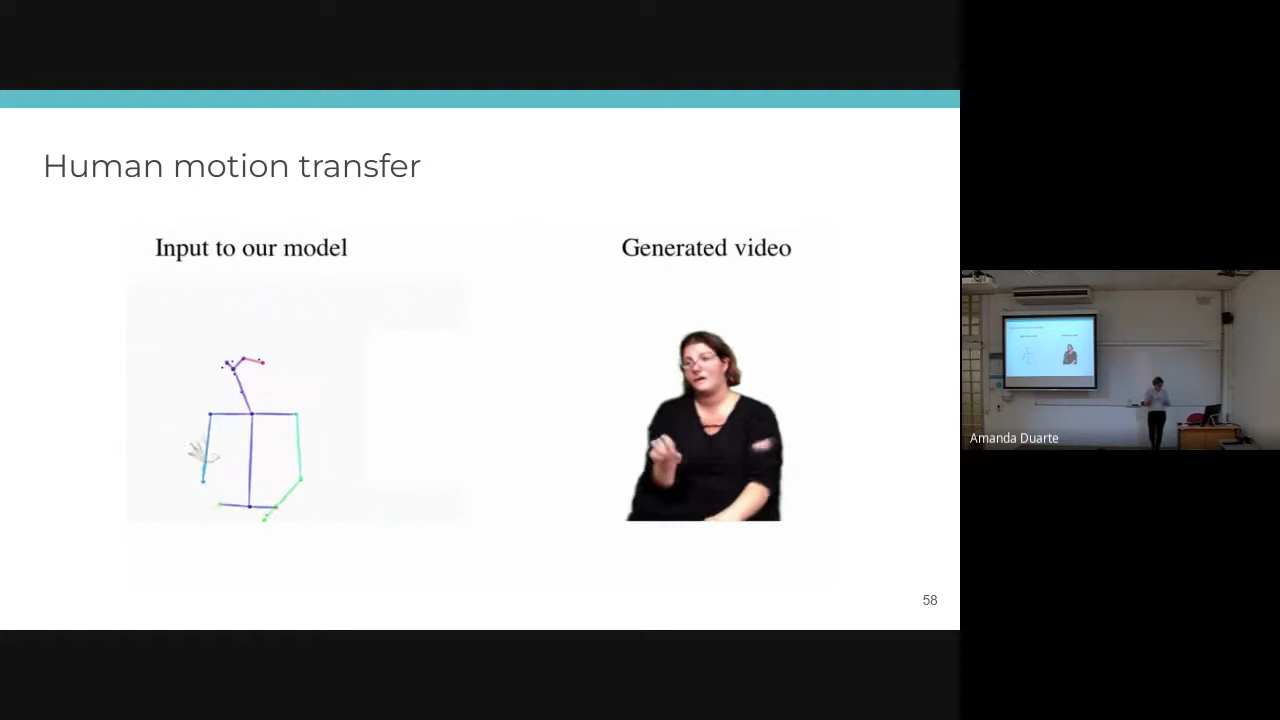 Human motion transfer
Input to our model
Generated video
58
Amanda Duarte